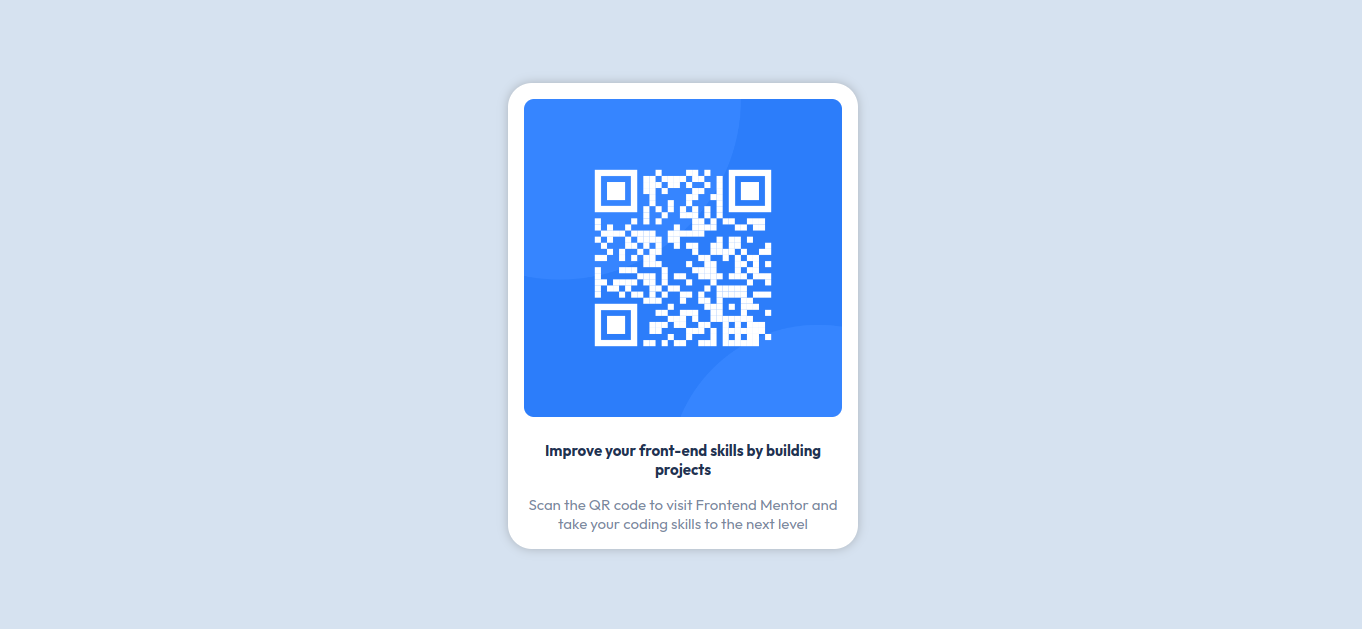 Improve your front-end skills by building
projects
Scan the QR code to visit Frontend Mentor and
take your coding skills to the next level